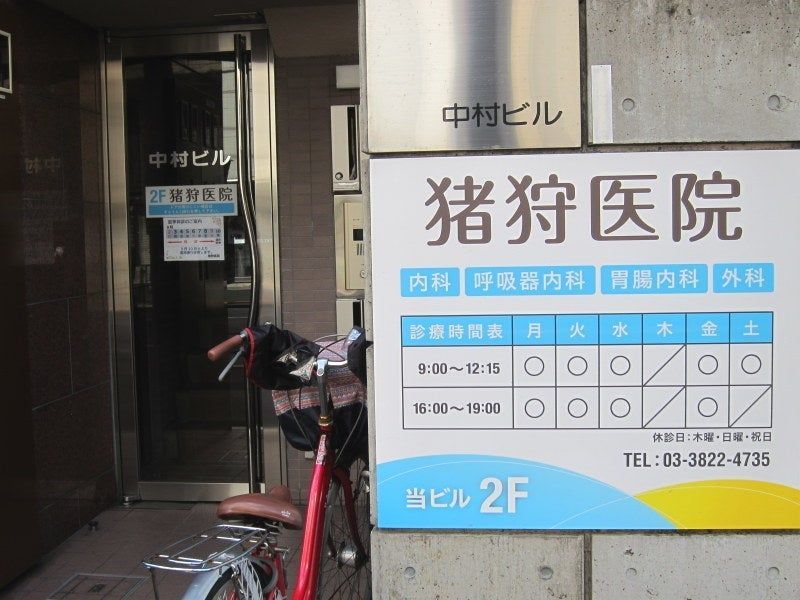 中村ビル
中村ビル
2F 猪狩医院
猪狩医院
内科 呼吸器内科 胃腸内科 外科
診療時間表 月 火 水 木 金 土
9:00〜12:15 ○ ○ ○ ／ ○ ○
16:00〜19:00 ○ ○ ○ ／ ○ ／
休診日:木曜・日曜・祝日
TEL:03-3822-4735
当ビル 2F